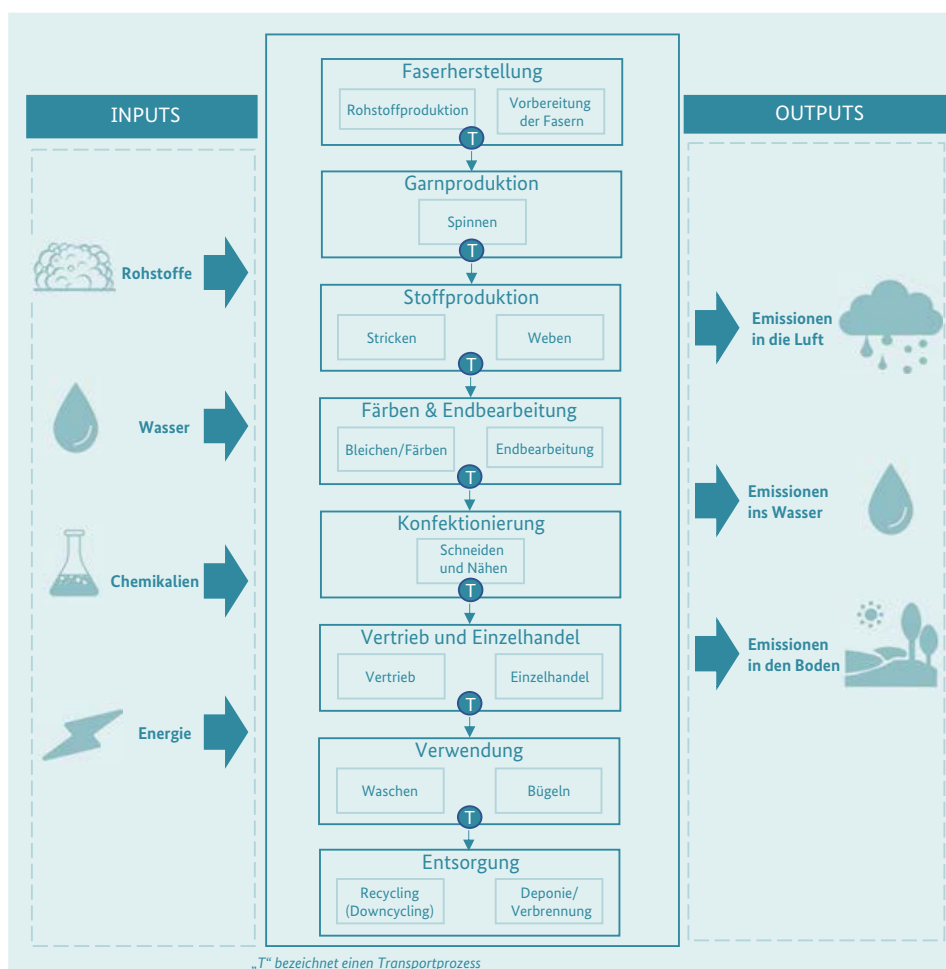 INPUTS
Rohstoffe
Wasser
Chemikalien
Energie
Faserherstellung
Rohstoffproduktion
Vorbereitung
der Fasern
T
Garnproduktion
Spinnen
T
Stoffproduktion
Stricken
Weben
T
Färben & Endbearbeitung
Bleichen/Färben
Endbearbeitung
T
Konfektionierung
Schneiden
und Nähen
T
Vertrieb und Einzelhandel
Vertrieb
Einzelhandel
T
Verwendung
Waschen
Bügeln
T
Entsorgung
Recycling
(Downcycling)
Deponie/
Verbrennung
OUTPUTS
Emissionen
in die Luft
Emissionen
ins Wasser
Emissionen
in den Boden
„T“ bezeichnet einen Transportprozess